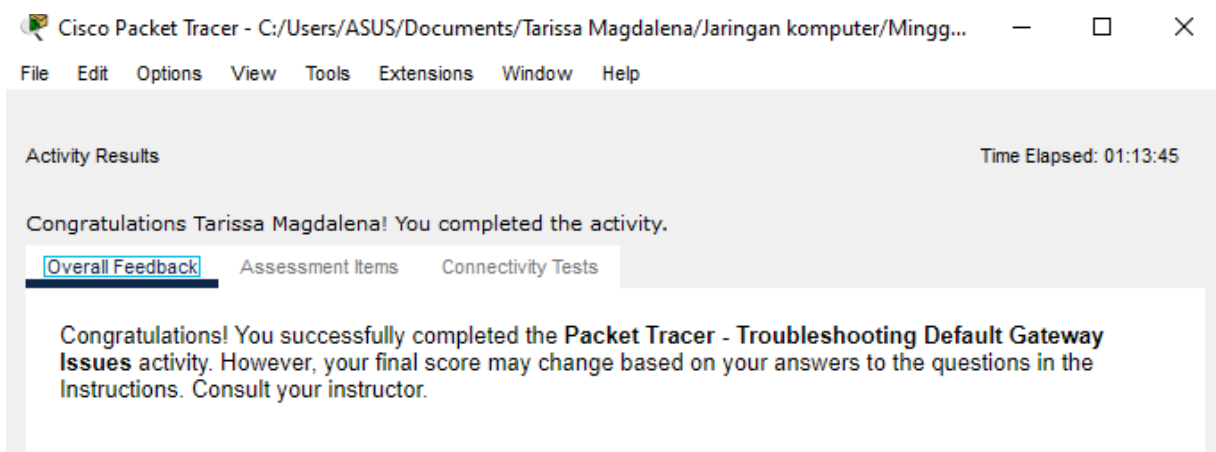 Cisco Packet Tracer - C:/Users/ASUS/Documents/Tarissa Magdalena/Jaringan komputer/Mingg...
File Edit Options View Tools Extensions Window Help
Activity Results Time Elapsed: 01:13:45
Congratulations Tarissa Magdalena! You completed the activity.
Overall Feedback Assessment Items Connectivity Tests
Congratulations! You successfully completed the Packet Tracer - Troubleshooting Default Gateway
Issues activity. However, your final score may change based on your answers to the questions in the
Instructions. Consult your instructor.